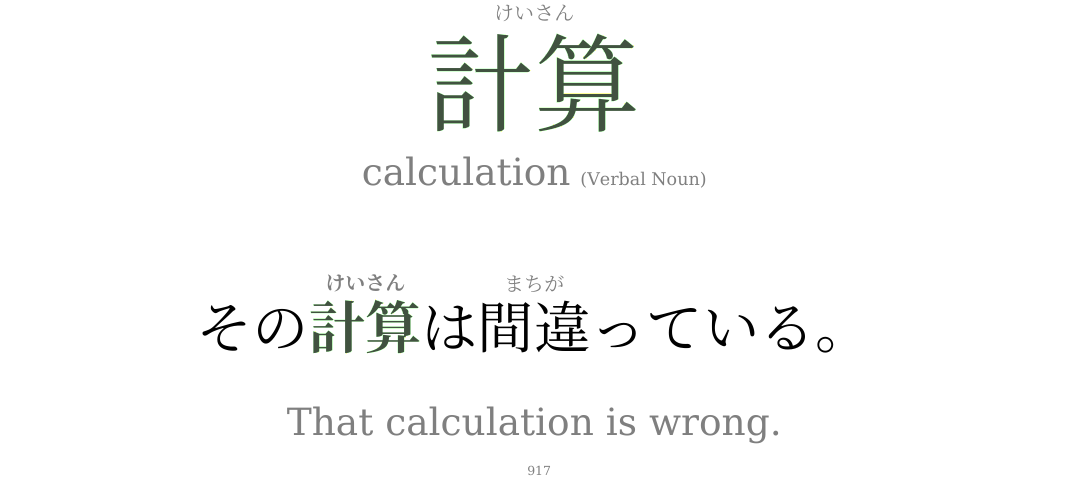 けいさん
計算
calculation (Verbal Noun)
けいさん まちが
その計算は間違っている。
That calculation is wrong.
917